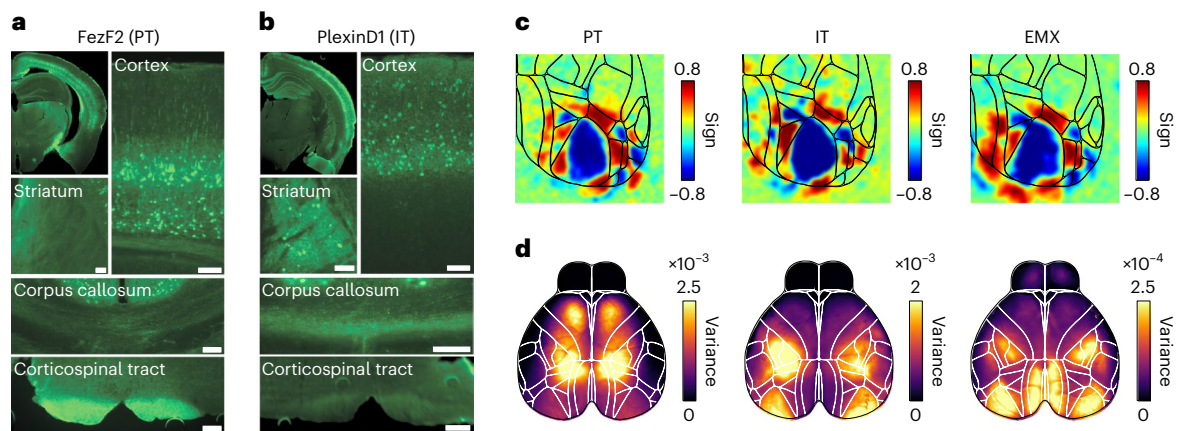 a
FezF2 (PT)
Cortex
Striatum
Corpus callosum
Corticospinal tract
b
PlexinD1 (IT)
Cortex
Striatum
Corpus callosum
Corticospinal tract
c
PT
IT
EMX
0.8
Sign
–0.8
0.8
Sign
–0.8
0.8
Sign
–0.8
d
×10⁻³
2.5
Variance
0
×10⁻³
2
Variance
0
×10⁻⁴
2.5
Variance
0